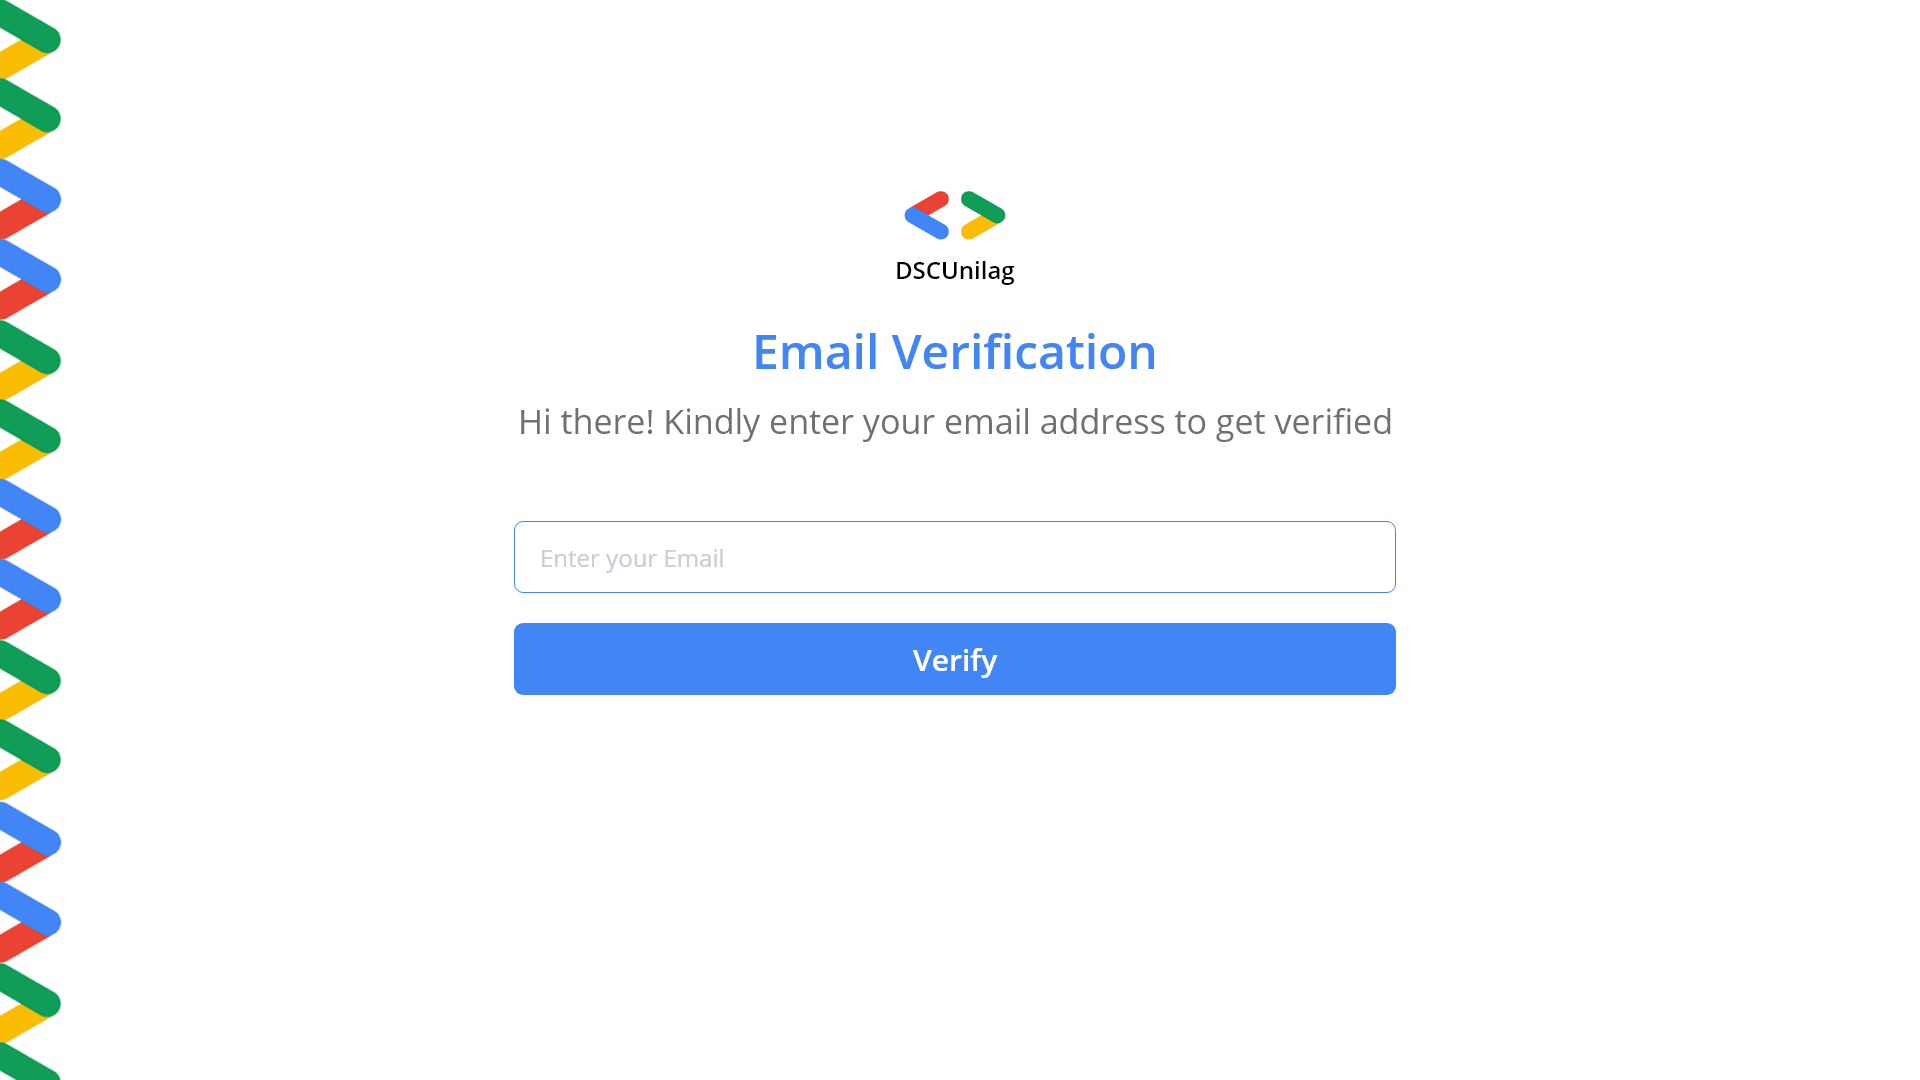 DSCUnilag
Email Verification
Hi there! Kindly enter your email address to get verified
Enter your Email
Verify